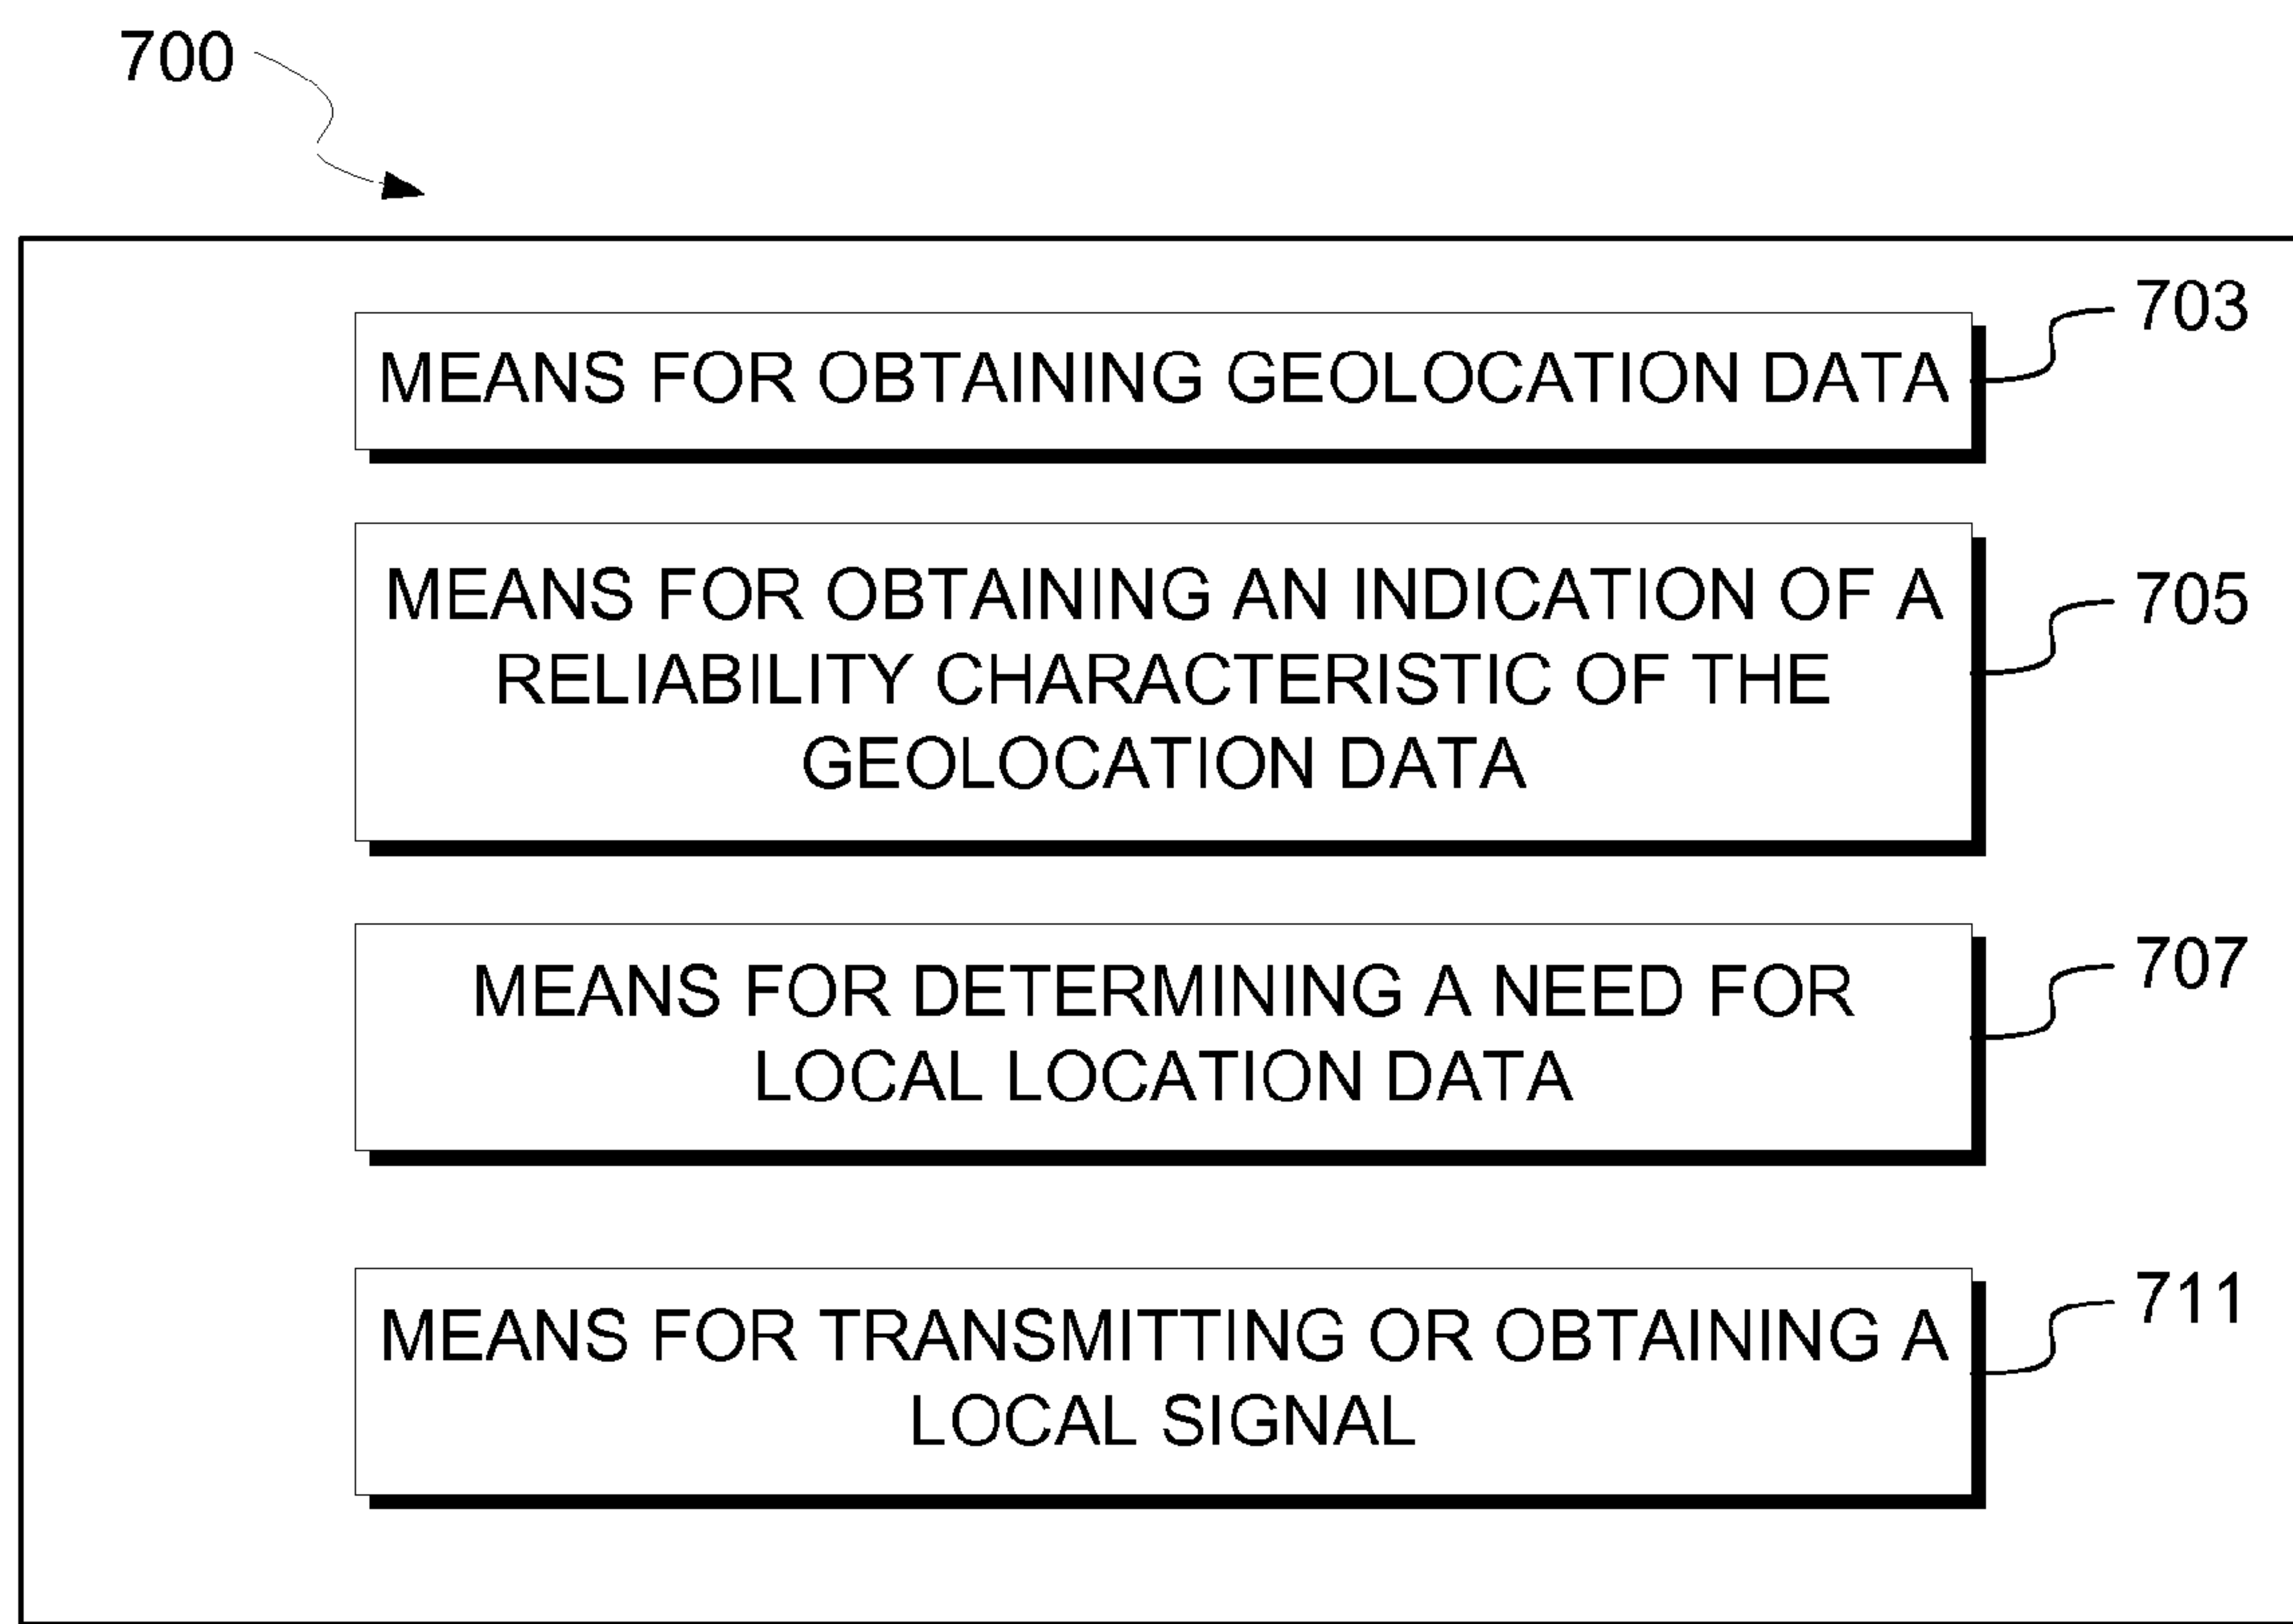 700
MEANS FOR OBTAINING GEOLOCATION DATA
703
MEANS FOR OBTAINING AN INDICATION OF A
RELIABILITY CHARACTERISTIC OF THE
GEOLOCATION DATA
705
MEANS FOR DETERMINING A NEED FOR
LOCAL LOCATION DATA
707
MEANS FOR TRANSMITTING OR OBTAINING A
LOCAL SIGNAL
711